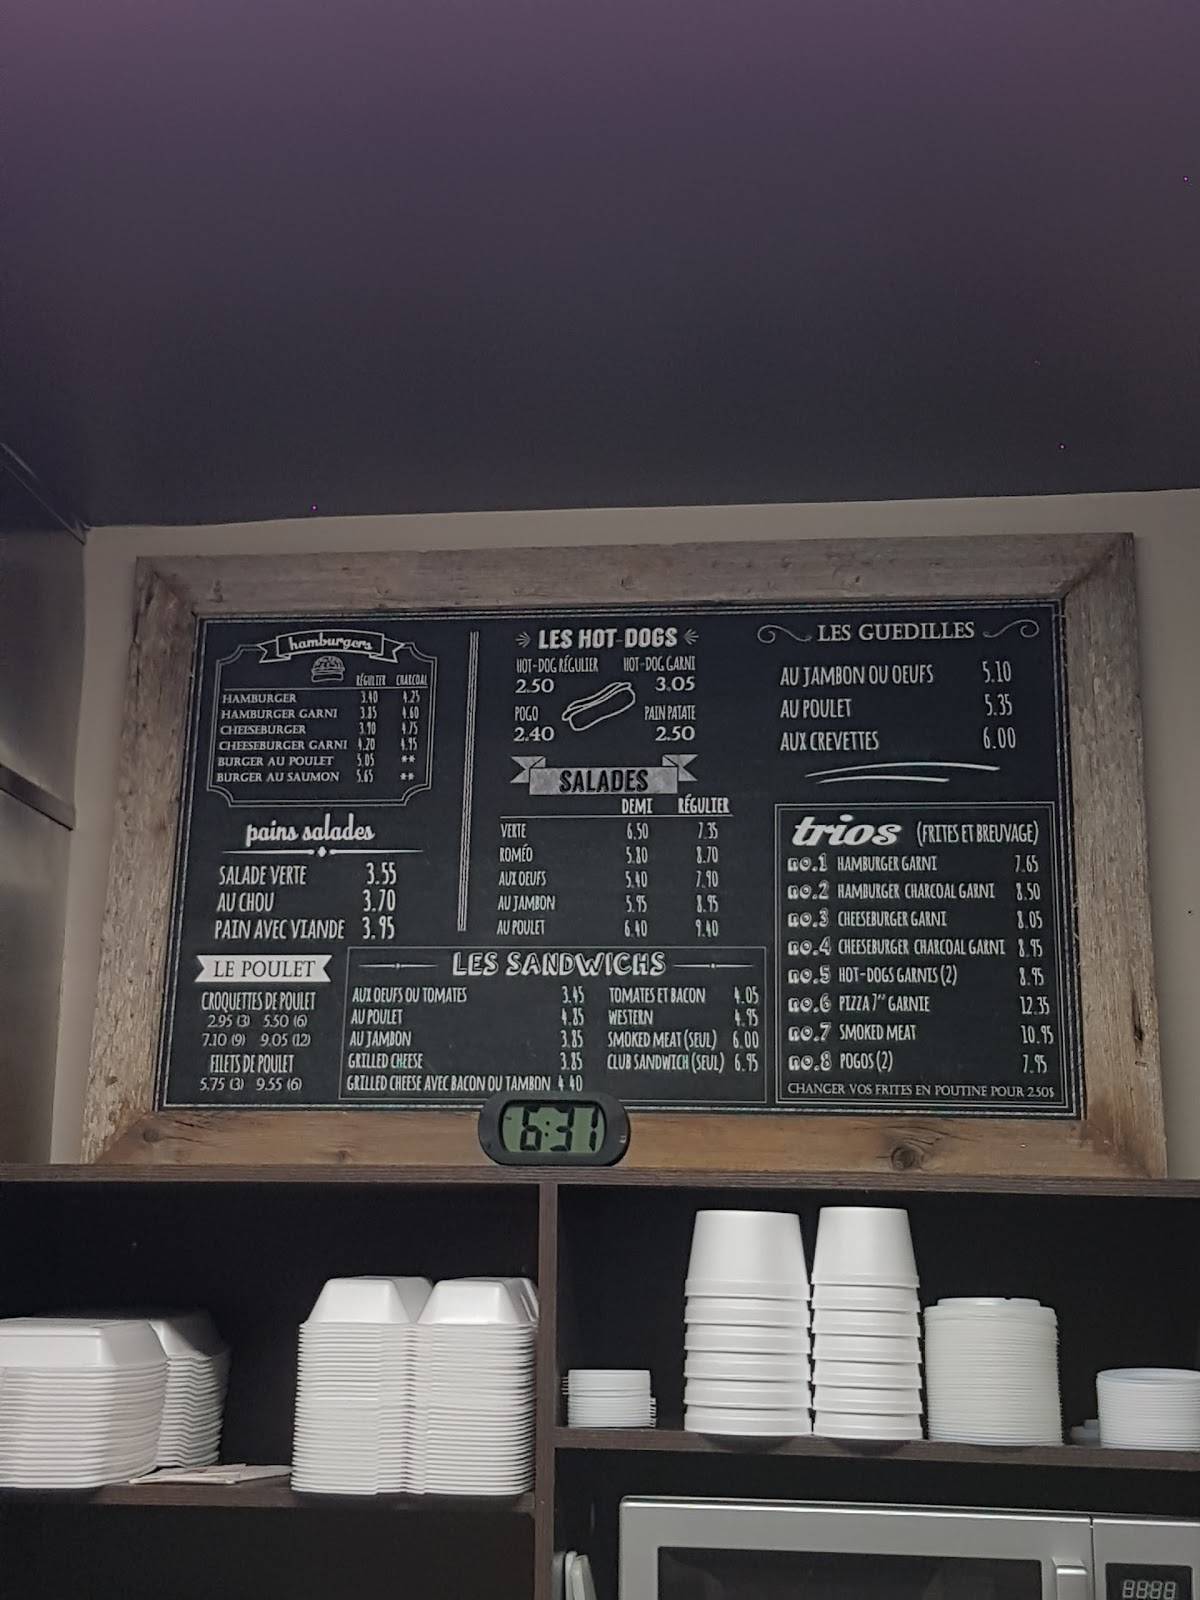 hamburgers
RÉGULIER CHARCOAL
HAMBURGER 3.40 4.25
HAMBURGER GARNI 3.85 4.60
CHEESEBURGER 3.90 4.75
CHEESEBURGER GARNI 4.20 4.95
BURGER AU POULET 5.05 **
BURGER AU SAUMON 5.65 **
pains salades
SALADE VERTE 3.55
AU CHOU 3.70
PAIN AVEC VIANDE 3.95
LE POULET
CROQUETTES DE POULET
2.95 (3) 5.50 (6)
7.10 (9) 9.05 (12)
FILETS DE POULET
5.75 (3) 9.55 (6)
LES HOT-DOGS
HOT-DOG RÉGULIER HOT-DOG GARNI
2.50 3.05
POGO PAIN PATATE
2.40 2.50
SALADES
DEMI RÉGULIER
VERTE 6.50 7.35
ROMÉO 5.80 8.70
AUX OEUFS 5.40 7.90
AU JAMBON 5.95 8.95
AU POULET 6.40 9.40
LES SANDWICHS
AUX OEUFS OU TOMATES 3.45
AU POULET 4.85
AU JAMBON 3.85
GRILLED CHEESE 3.85
GRILLED CHEESE AVEC BACON OU TAMBON 4.40
TOMATES ET BACON 4.05
WESTERN 4.95
SMOKED MEAT (SEUL) 6.00
CLUB SANDWICH (SEUL) 6.95
LES GUEDILLES
AU JAMBON OU OEUFS 5.10
AU POULET 5.35
AUX CREVETTES 6.00
trios (FRITES ET BREUVAGE)
no.1 HAMBURGER GARNI 7.65
no.2 HAMBURGER CHARCOAL GARNI 8.50
no.3 CHEESEBURGER GARNI 8.05
no.4 CHEESEBURGER CHARCOAL GARNI 8.95
no.5 HOT-DOGS GARNIS (2) 8.95
no.6 PIZZA 7" GARNIE 12.35
no.7 SMOKED MEAT 10.95
no.8 POGOS (2) 7.95
CHANGER VOS FRITES EN POUTINE POUR 2.50$
6:31